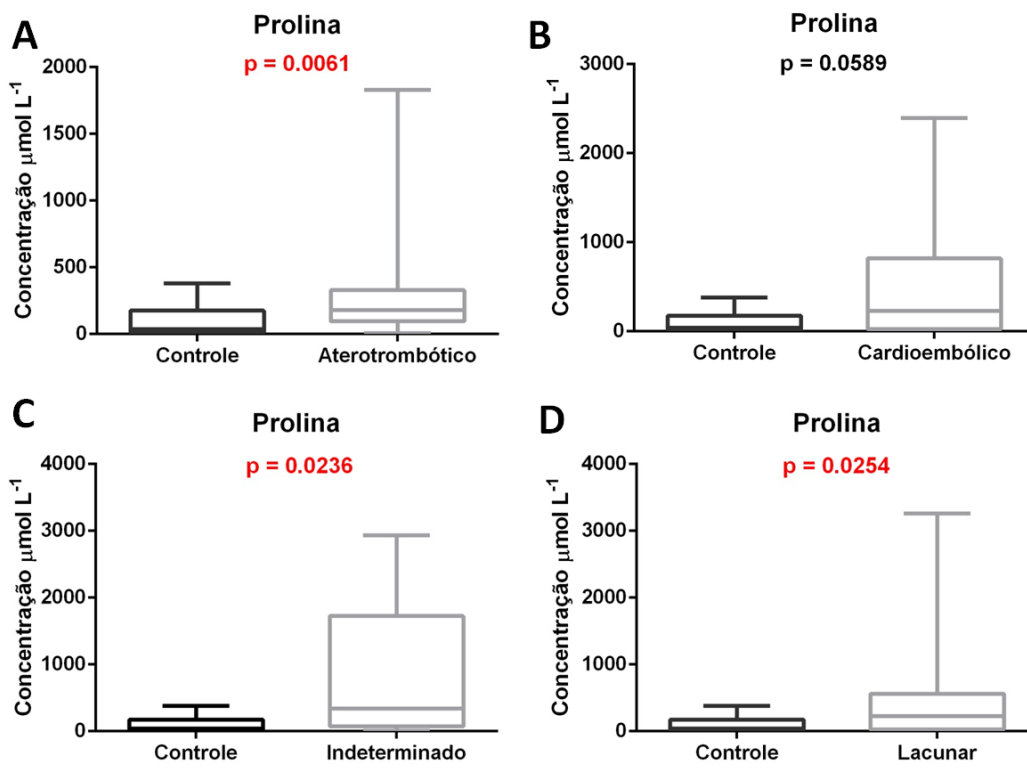 A
Prolina
p = 0.0061
Concentração µmol L⁻¹
2000
1500
1000
500
0
Controle
Aterotrombótico
B
Prolina
p = 0.0589
Concentração µmol L⁻¹
3000
2000
1000
0
Controle
Cardioembólico
C
Prolina
p = 0.0236
Concentração µmol L⁻¹
4000
3000
2000
1000
0
Controle
Indeterminado
D
Prolina
p = 0.0254
Concentração µmol L⁻¹
4000
3000
2000
1000
0
Controle
Lacunar